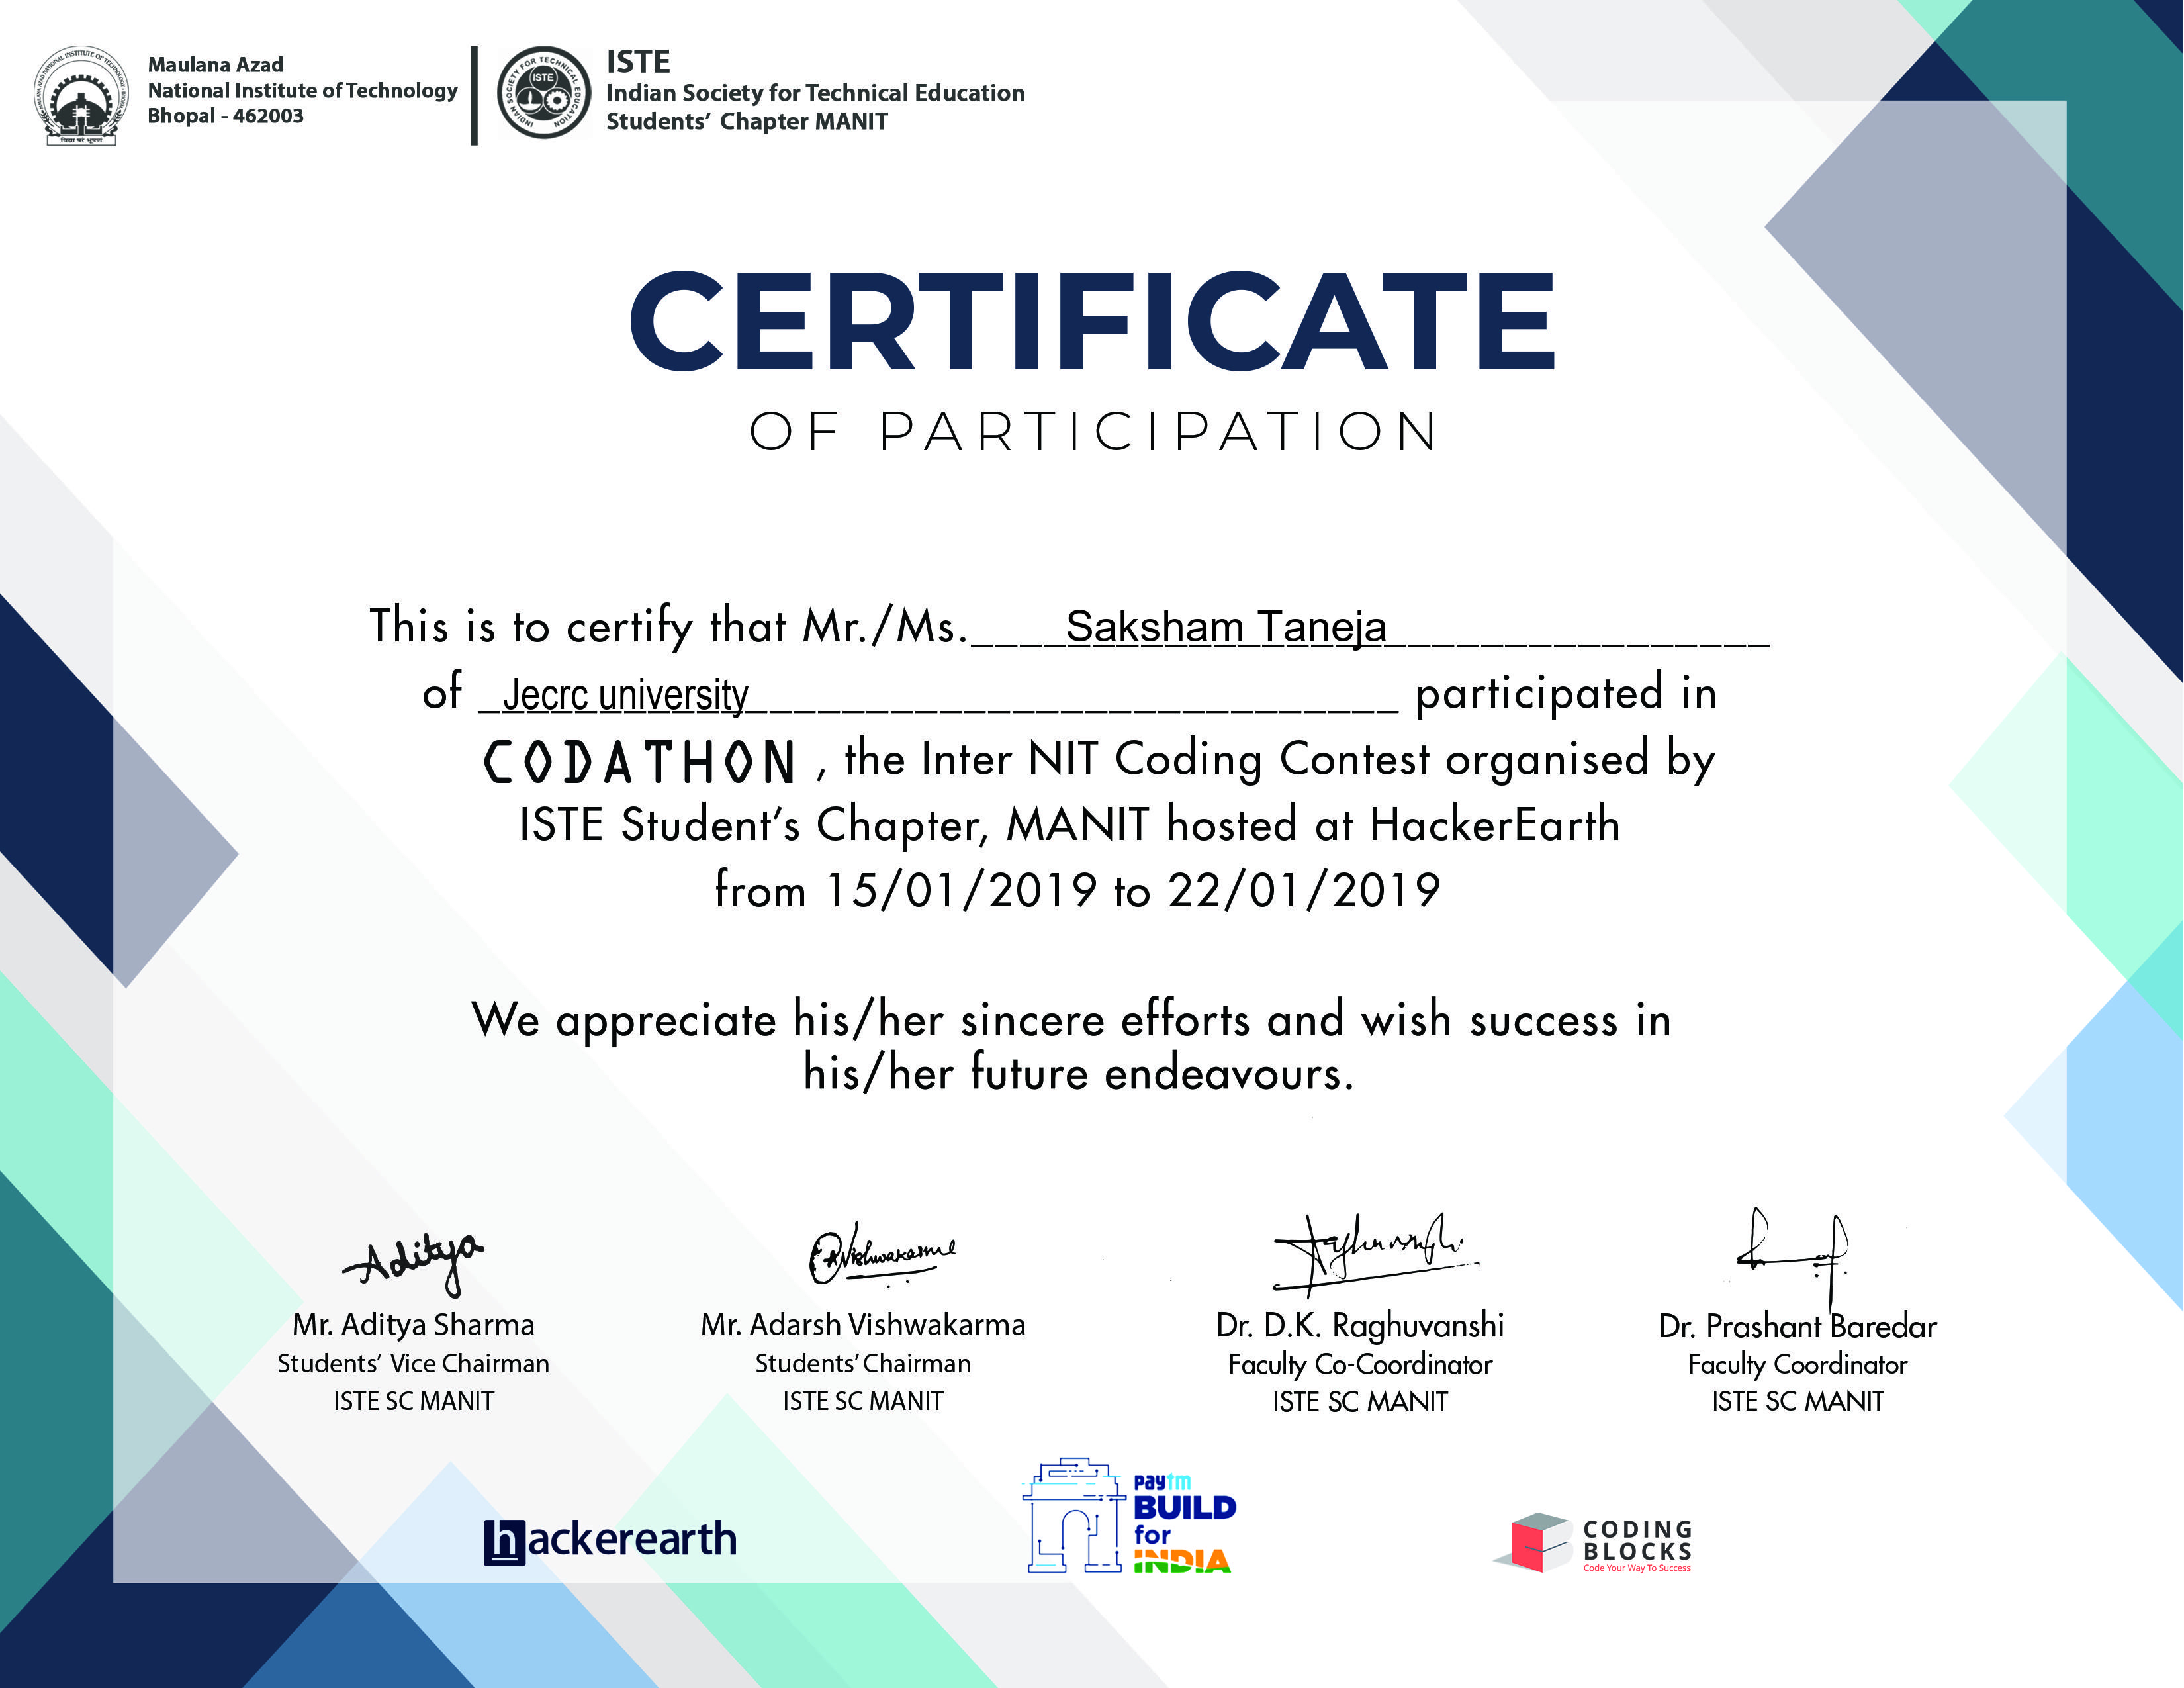 Maulana Azad
National Institute of Technology
Bhopal - 462003
ISTE
Indian Society for Technical Education
Students' Chapter MANIT
CERTIFICATE
OF PARTICIPATION
This is to certify that Mr./Ms. Saksham Taneja
of Jecrc university participated in
CODATHON , the Inter NIT Coding Contest organised by
ISTE Student's Chapter, MANIT hosted at HackerEarth
from 15/01/2019 to 22/01/2019
We appreciate his/her sincere efforts and wish success in
his/her future endeavours.
Aditya
Mr. Aditya Sharma
Students' Vice Chairman
ISTE SC MANIT
AVishwakarma
Mr. Adarsh Vishwakarma
Students' Chairman
ISTE SC MANIT
Dr. D.K. Raghuvanshi
Faculty Co-Coordinator
ISTE SC MANIT
Dr. Prashant Baredar
Faculty Coordinator
ISTE SC MANIT
hackerearth
paytm
BUILD
for
INDIA
CODING
BLOCKS
Code Your Way To Success